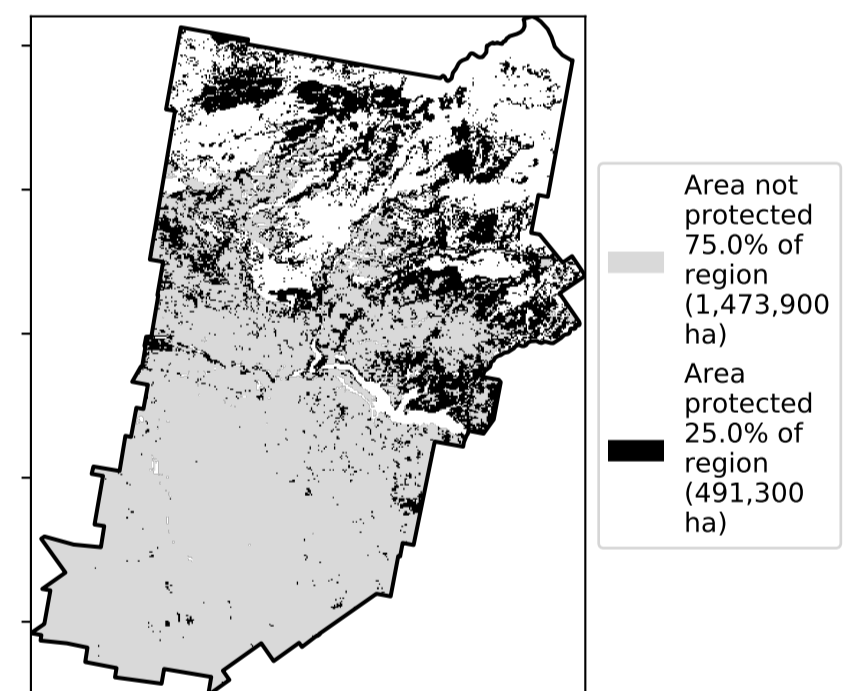 Area not
protected
75.0% of
region
(1,473,900
ha)
Area
protected
25.0% of
region
(491,300
ha)